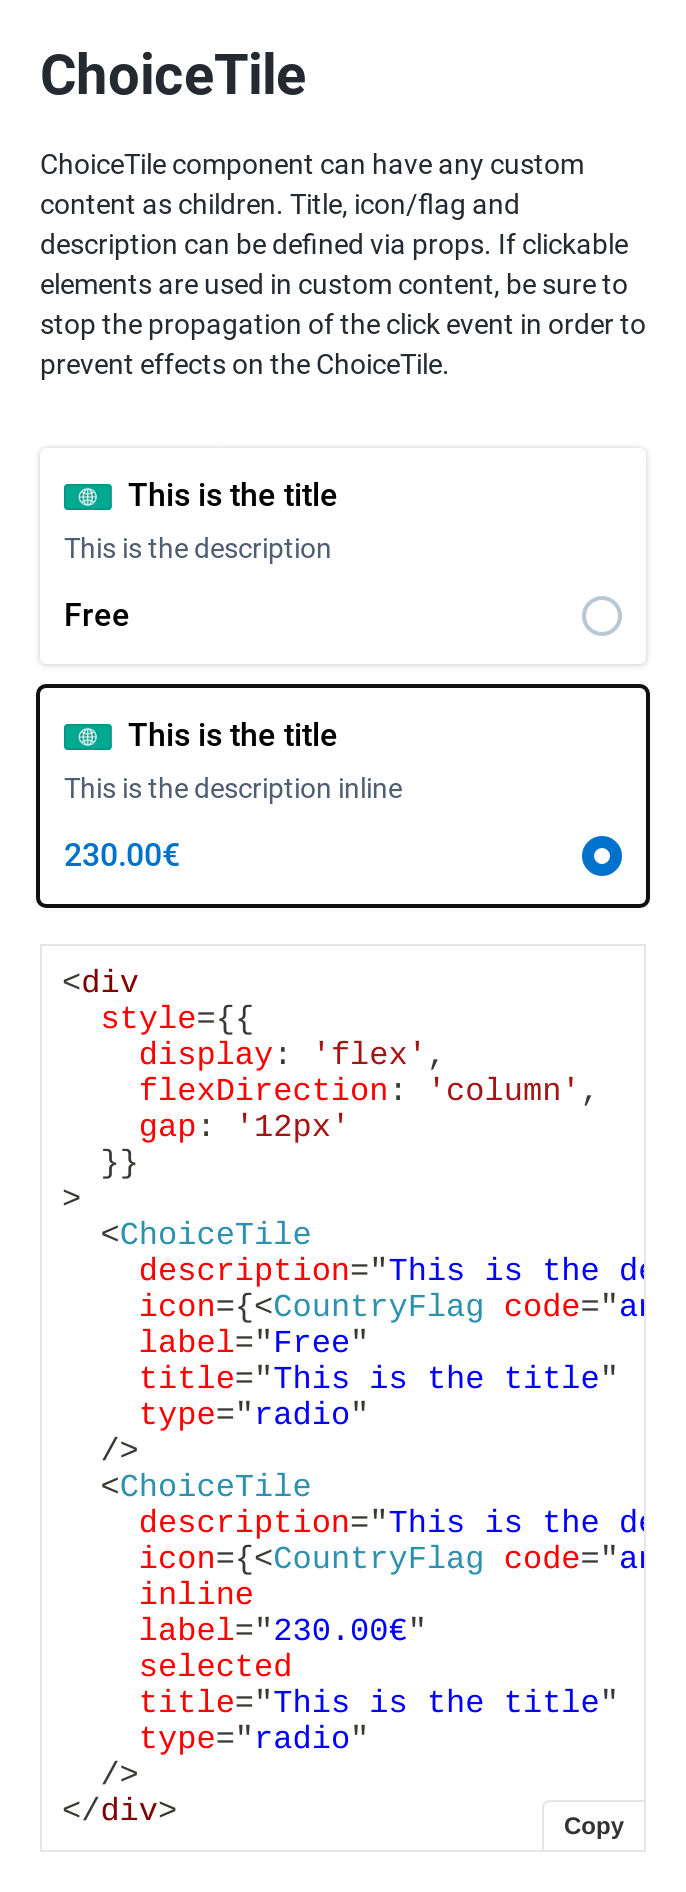 ChoiceTile
ChoiceTile component can have any custom
content as children. Title, icon/flag and
description can be defined via props. If clickable
elements are used in custom content, be sure to
stop the propagation of the click event in order to
prevent effects on the ChoiceTile.
This is the title
This is the description
Free
This is the title
This is the description inline
230.00€
<div
  style={{
    display: 'flex',
    flexDirection: 'column',
    gap: '12px'
  }}
>
  <ChoiceTile
    description="This is the
    icon={<CountryFlag code="
    label="Free"
    title="This is the title"
    type="radio"
  />
  <ChoiceTile
    description="This is the
    icon={<CountryFlag code="
    inline
    label="230.00€"
    selected
    title="This is the title"
    type="radio"
  />
</div>
Copy